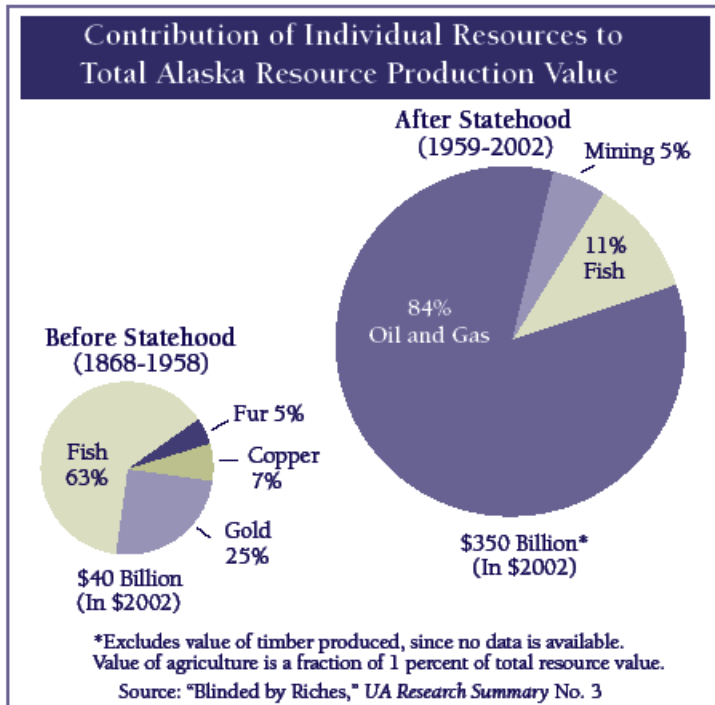 Contribution of Individual Resources to
Total Alaska Resource Production Value
After Statehood
(1959-2002)
Mining 5%
11%
Fish
84%
Oil and Gas
$350 Billion*
(In $2002)
Before Statehood
(1868-1958)
Fur 5%
Fish
63%
Copper
7%
Gold
25%
$40 Billion
(In $2002)
*Excludes value of timber produced, since no data is available.
Value of agriculture is a fraction of 1 percent of total resource value.
Source: “Blinded by Riches,” UA Research Summary No. 3